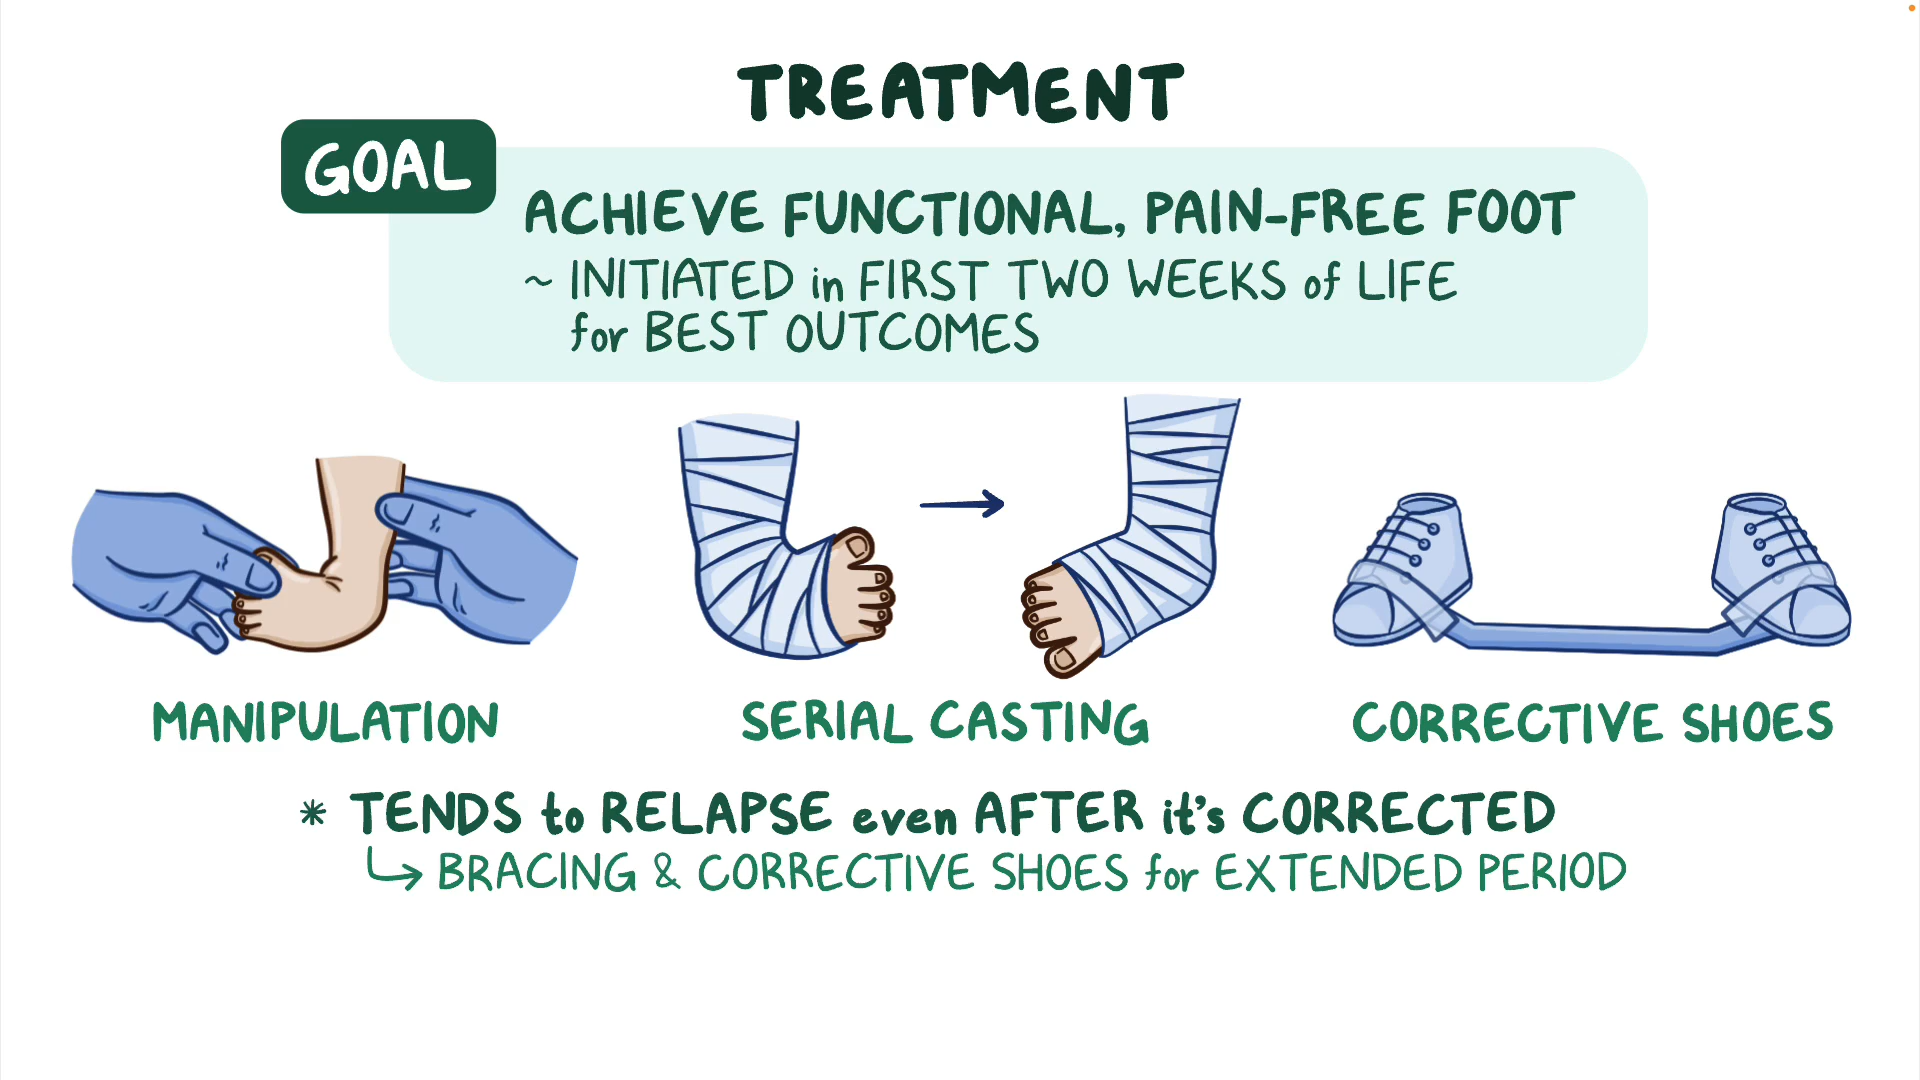 TREATMENT
GOAL
ACHIEVE FUNCTIONAL, PAIN-FREE FOOT
~ INITIATED in FIRST TWO WEEKS of LIFE
for BEST OUTCOMES
MANIPULATION
SERIAL CASTING
CORRECTIVE SHOES
* TENDS to RELAPSE even AFTER it's CORRECTED
↳ BRACING & CORRECTIVE SHOES for EXTENDED PERIOD